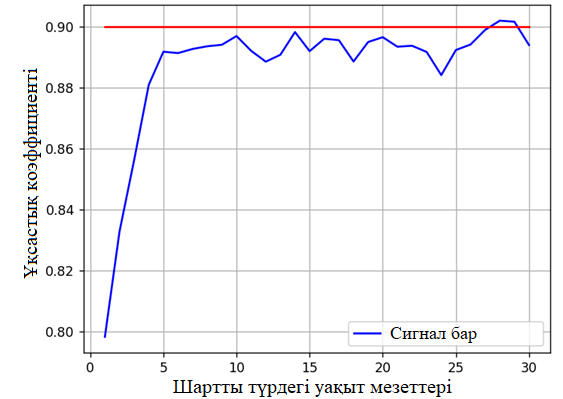 Ұқсастық коэффициенті
0.90
0.88
0.86
0.84
0.82
0.80
Сигнал бар
0 5 10 15 20 25 30
Шартты түрдегі уақыт мезеттері